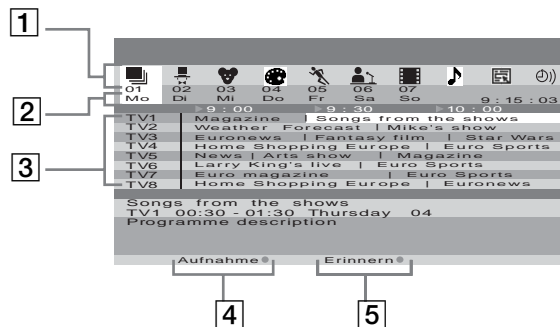 1
01 02 03 04 05 06 07
2
Mo Di Mi Do Fr Sa So 9:15:03
▶9:00 ▶9:30 ▶10:00
3
TV1 Magazine | Songs from the shows
TV2 Weather Forecast | Mike's show
TV3 Euronews | Fantasy film | Star Wars
TV4 Home Shopping Europe | Euro Sports
TV5 News | Arts show | Magazine
TV6 Larry King's live | Euro Sports
TV7 Euro magazine | Euro Sports
TV8 Home Shopping Europe | Euronews
Songs from the shows
TV1 00:30 - 01:30 Thursday 04
Programme description
Aufnahme Erinnern
4 5